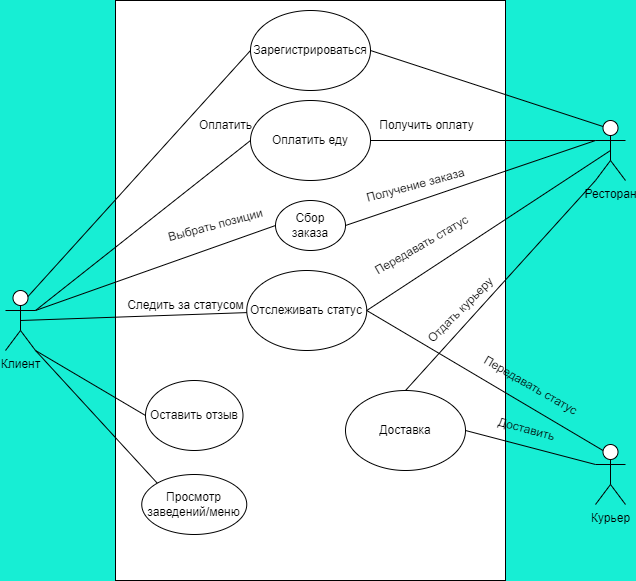 Зарегистрироваться
Оплатить
Оплатить еду
Получить оплату
Ресторан
Выбрать позиции
Сбор
заказа
Получение заказа
Передавать статус
Следить за статусом
Отслеживать статус
Отдать курьеру
Клиент
Передавать статус
Оставить отзыв
Доставка
Доставить
Просмотр
заведений/меню
Курьер